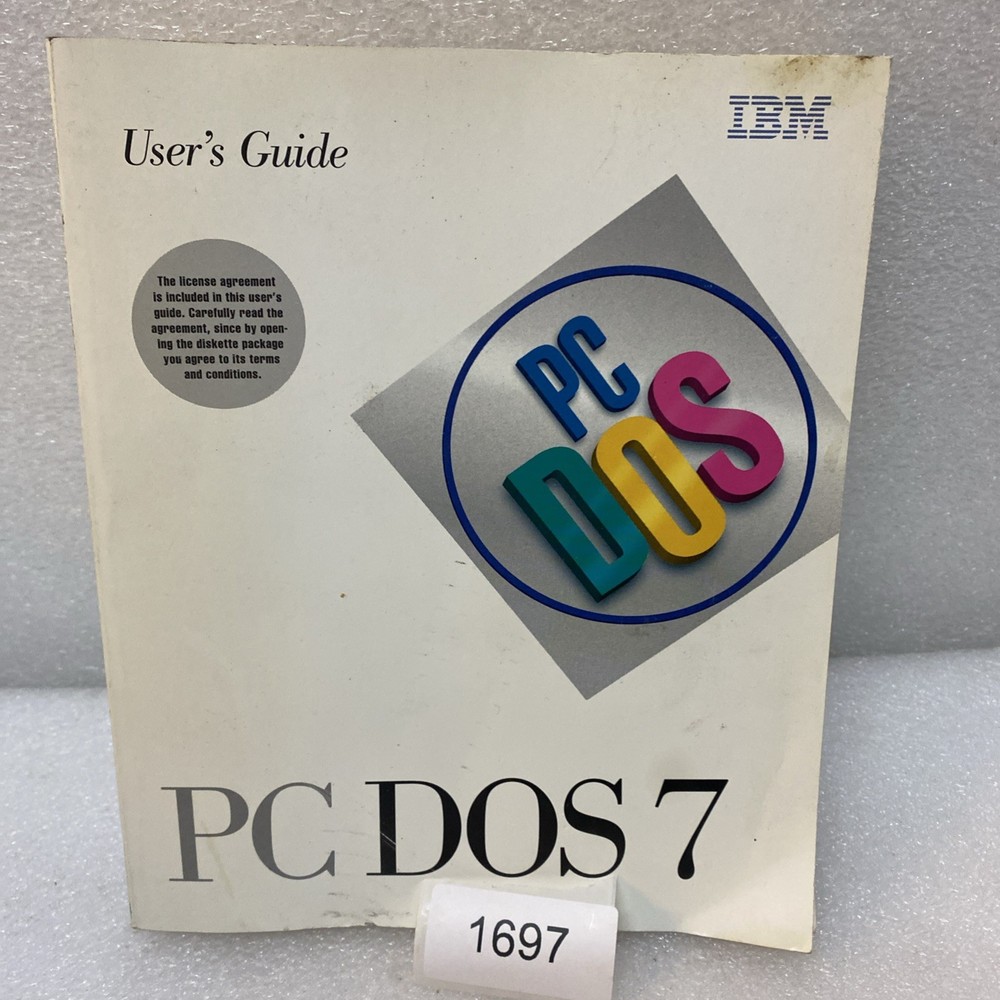 IBM
User's Guide
The license agreement
is included in this user's
guide. Carefully read the
agreement, since by open-
ing the diskette package
you agree to its terms
and conditions.
PC
DOS
PC DOS 7
1697